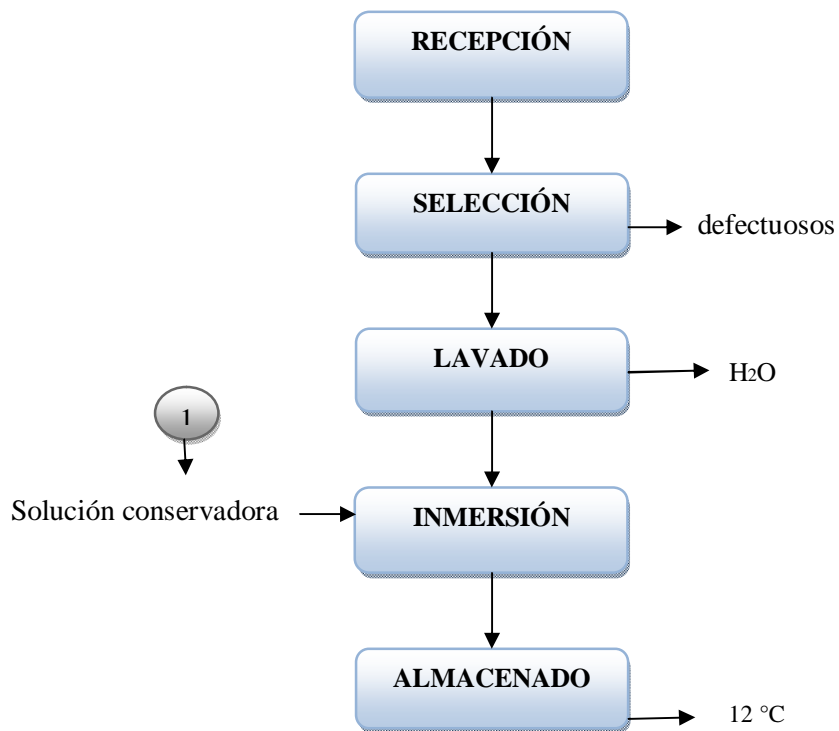 RECEPCIÓN
SELECCIÓN
defectuosos
LAVADO
H2O
1
Solución conservadora
INMERSIÓN
ALMACENADO
12 °C